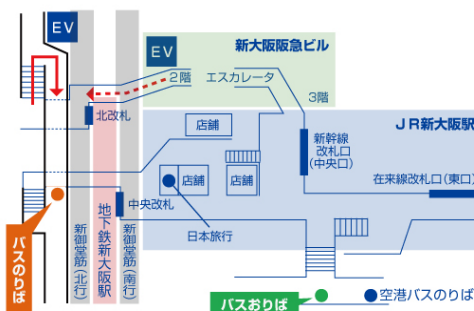 EV
EV
新大阪阪急ビル
2階
エスカレータ
3階
北改札
店舗
JR新大阪駅
新幹線
改札口
(中央口)
店舗
店舗
在来線改札口(東口)
中央改札
日本旅行
バスのりば
新御堂筋(北行)
地下鉄新大阪駅
新御堂筋(南行)
バスおりば
空港バスのりば